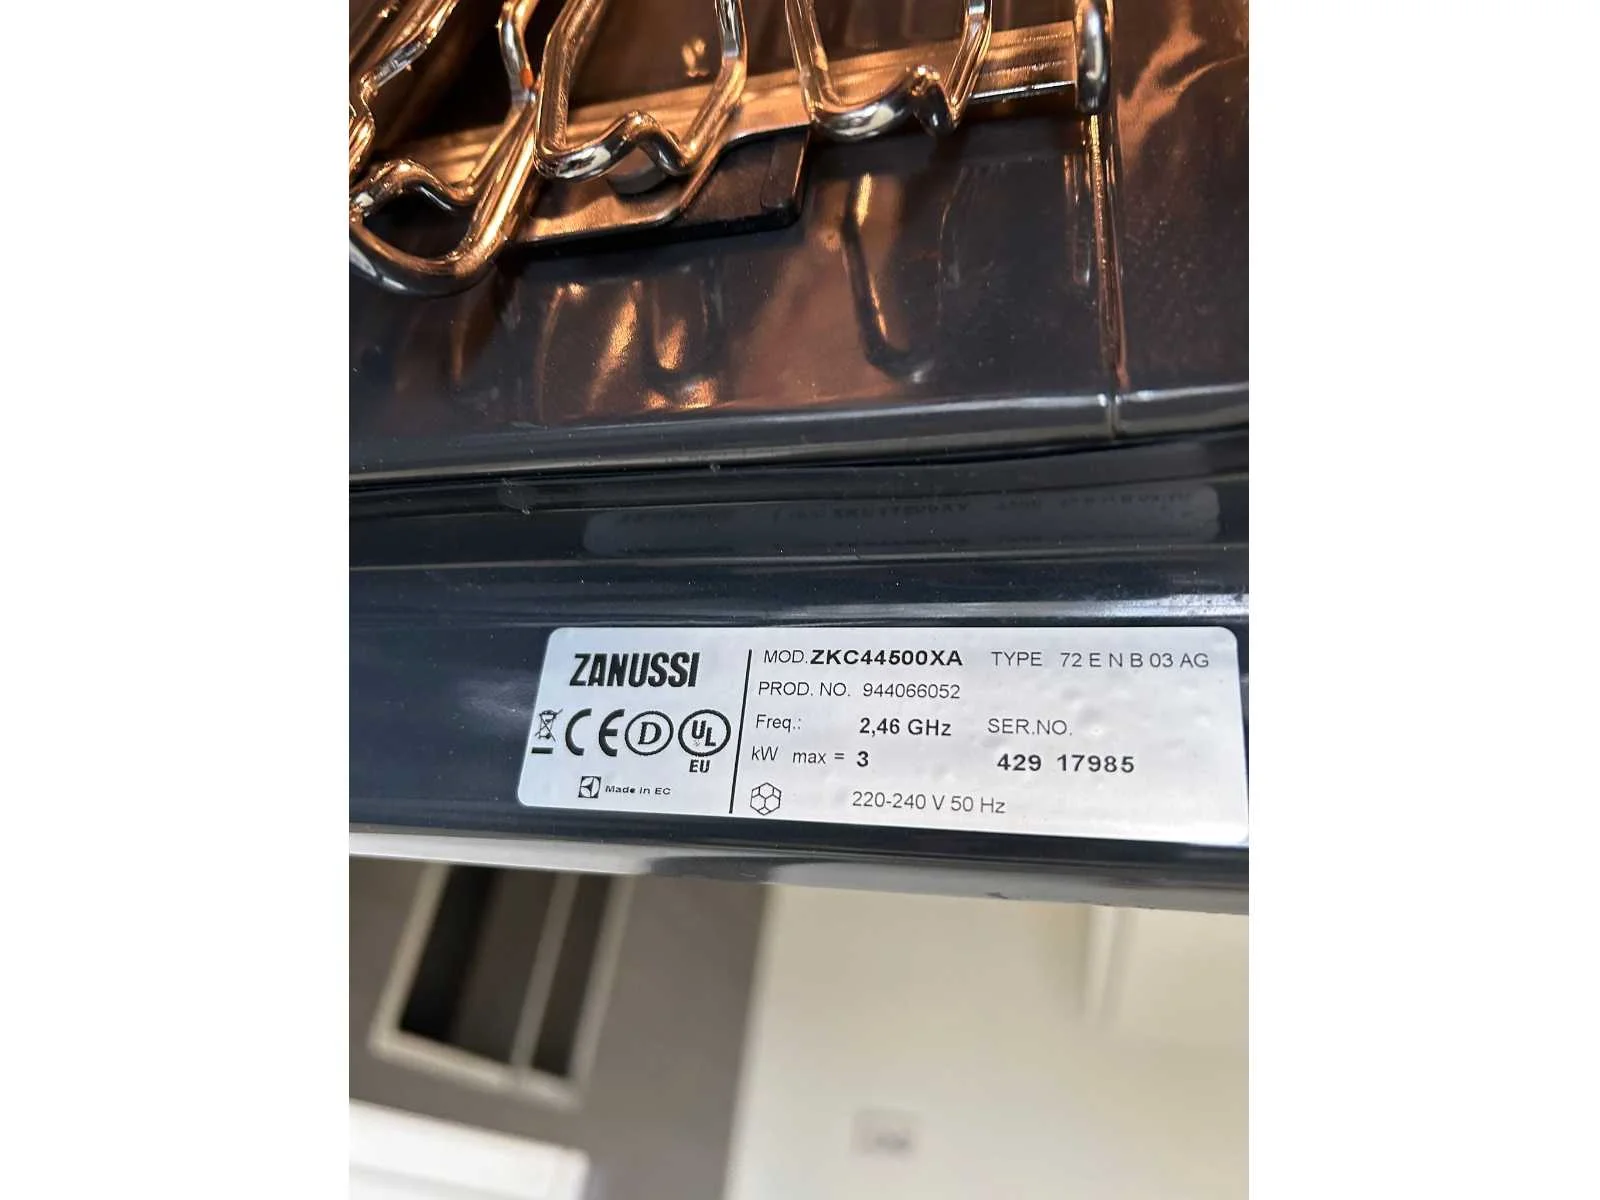 ZANUSSI
CE D UL
EU
Made in EC
MOD. ZKC44500XA TYPE 72 E N B 03 AG
PROD. NO. 944066052
Freq.: 2,46 GHz SER.NO.
kW max = 3 429 17985
220-240 V 50 Hz